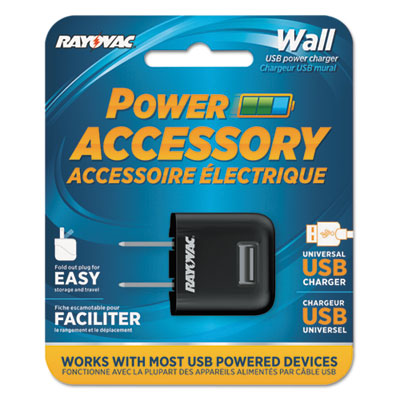 RAYOVAC
Wall
USB power charger
Chargeur USB mural
POWER
ACCESSORY
ACCESSOIRE ÉLECTRIQUE
Fold out plug for
EASY
storage and travel
Fiche escamotable pour
FACILITER
le rangement et le déplacement
RAYOVAC
UNIVERSAL
USB
CHARGER
CHARGEUR
USB
UNIVERSEL
WORKS WITH MOST USB POWERED DEVICES
FONCTIONNE AVEC LA PLUPART DES APPAREILS ALIMENTÉS PAR CÂBLE USB